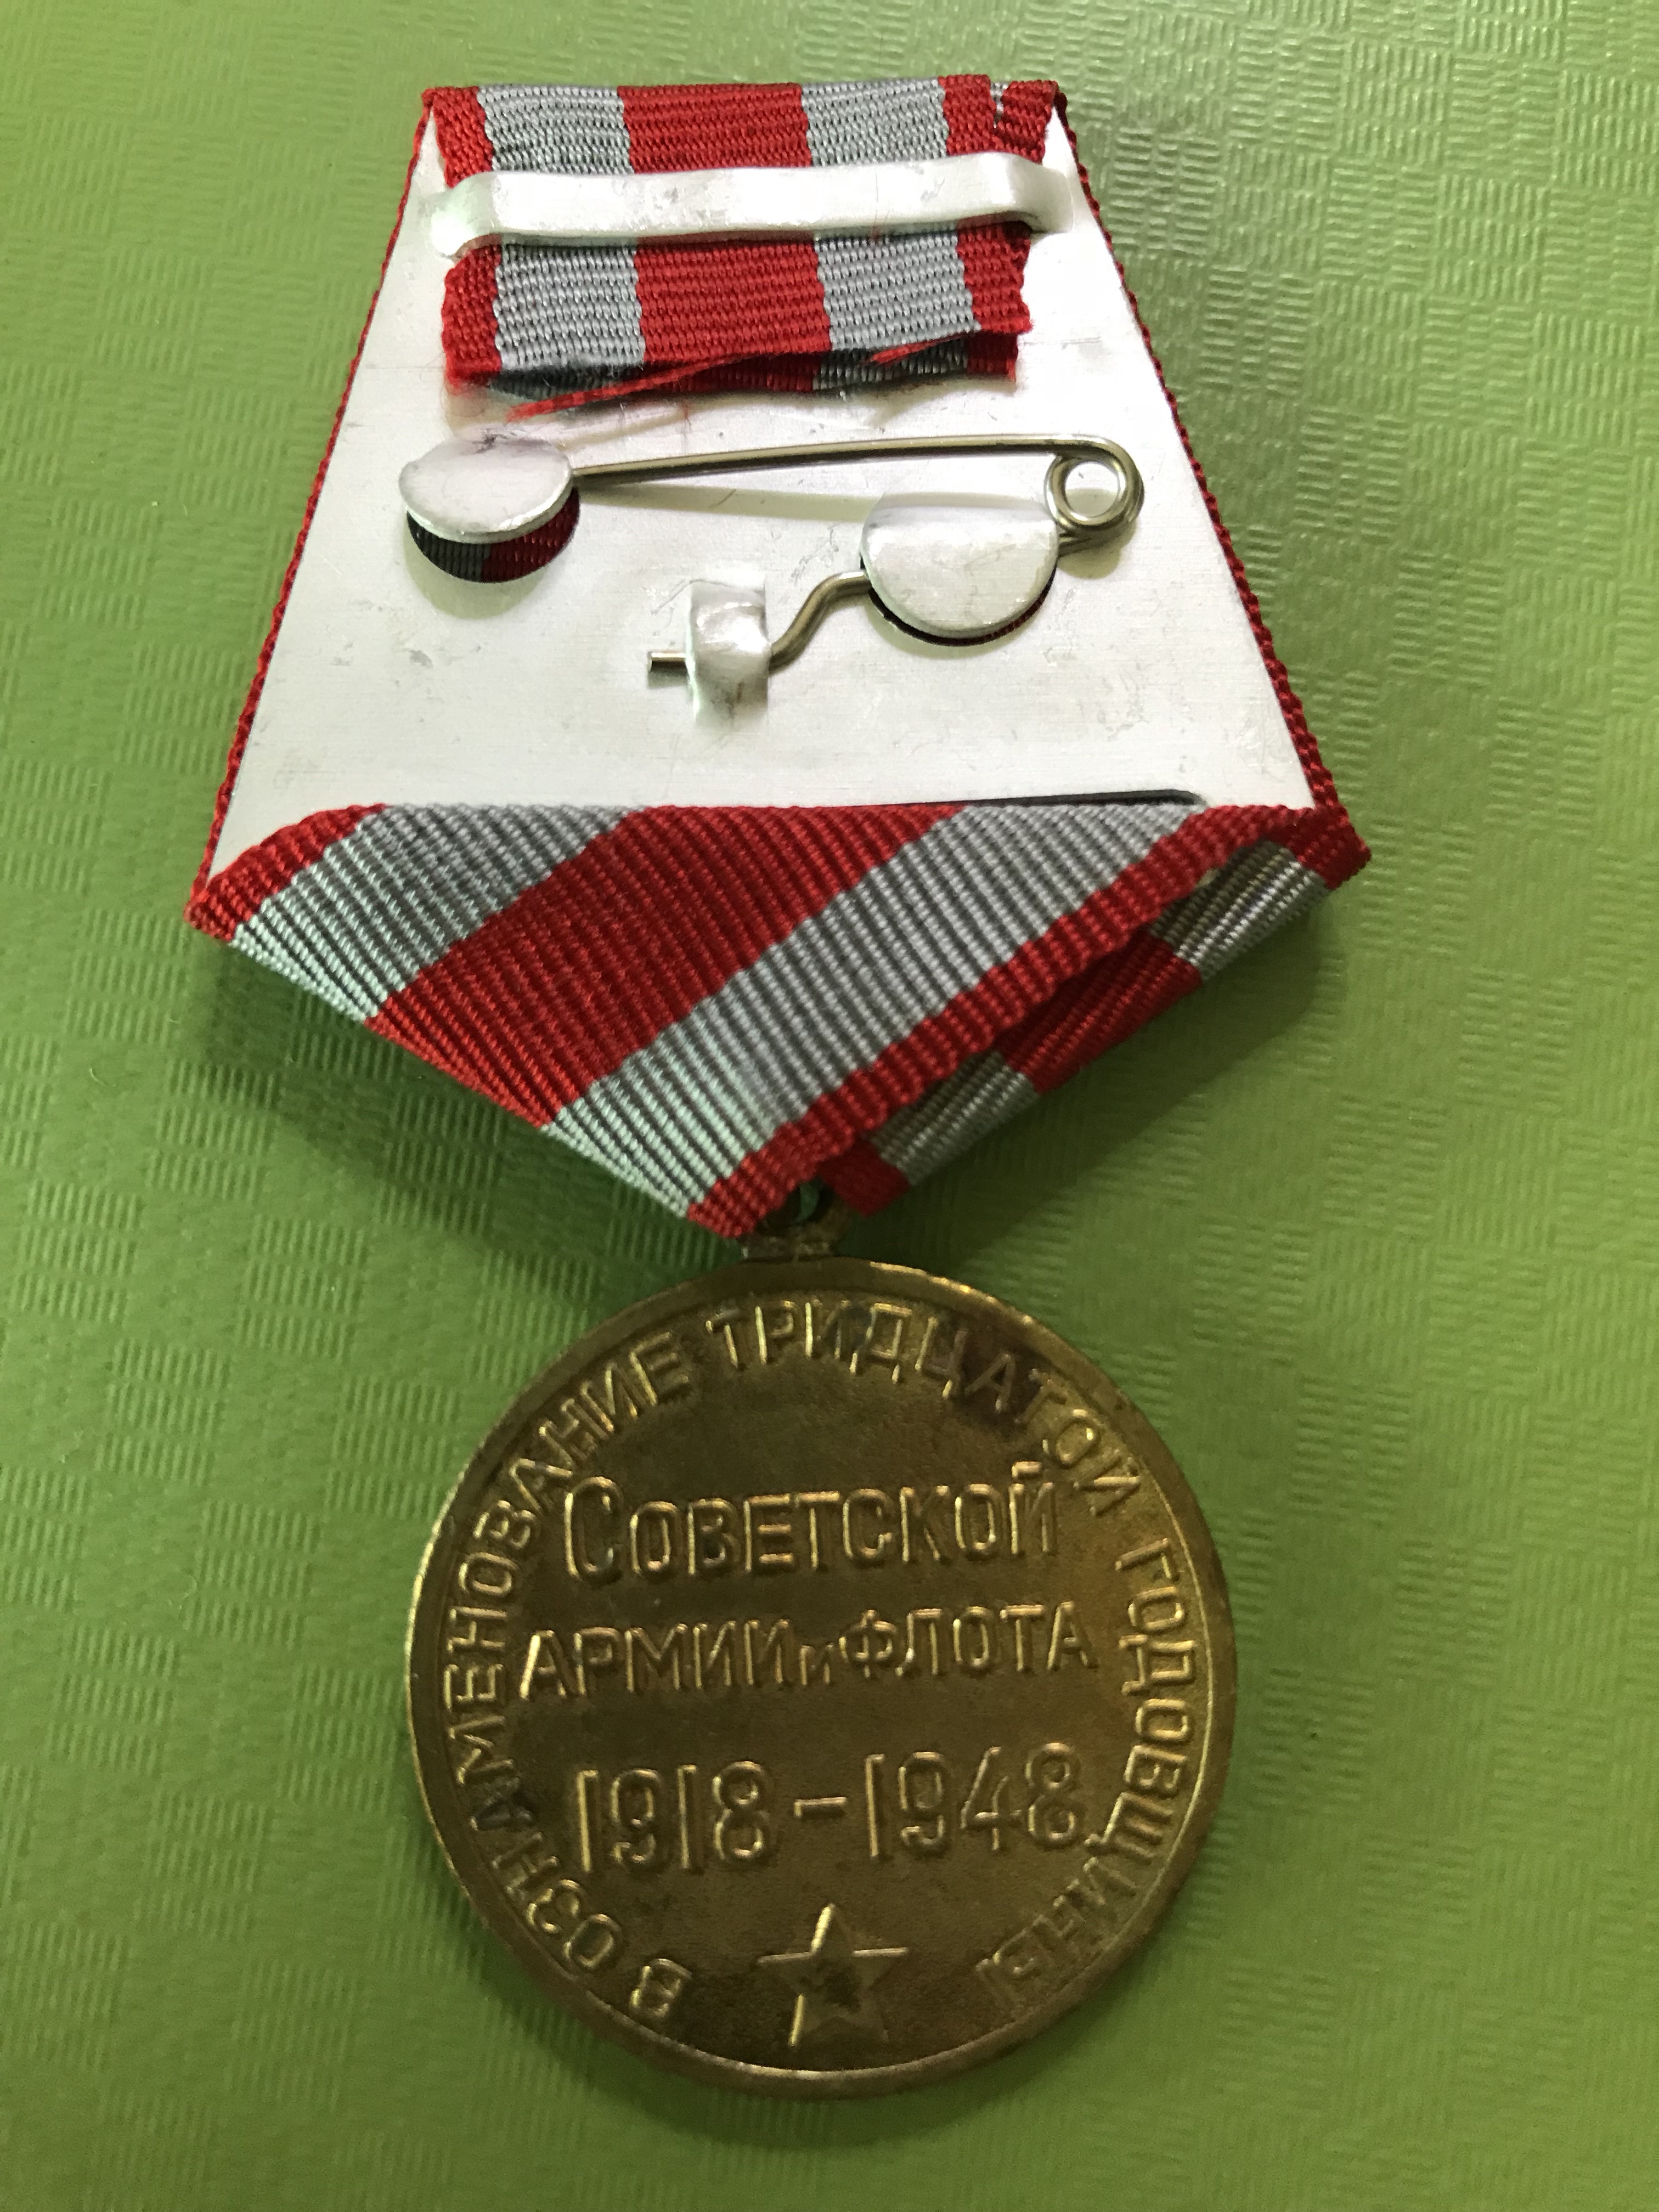 В ОЗНАМЕНОВАНИЕ ТРИДЦАТОЙ ГОДОВЩИНЫ
СОВЕТСКОЙ
АРМИИ и ФЛОТА
1918-1948